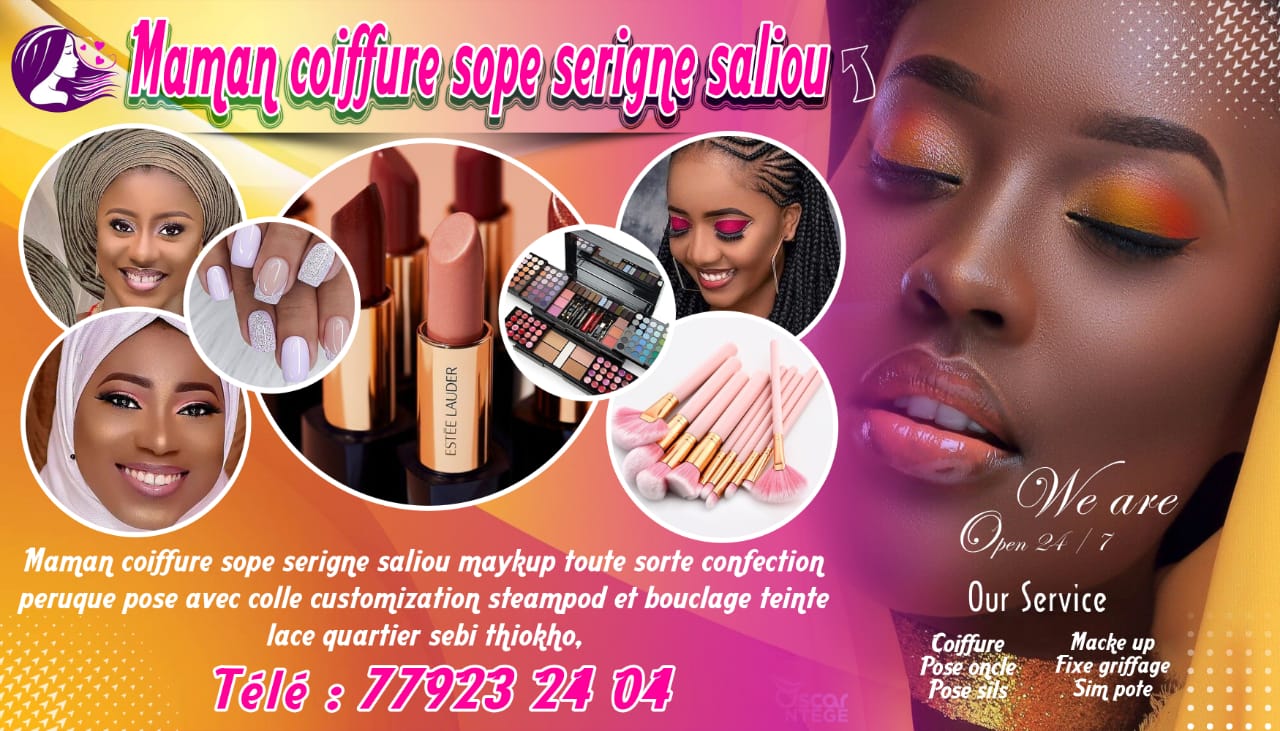 Maman coiffure sope serigne saliou
ESTĒE LAUDER
We are
Open 24 / 7
Maman coiffure sope serigne saliou maykup toute sorte confection
peruque pose avec colle customization steampod et bouclage teinte
lace quartier sebi thiokho,
Télé : 77923 24 04
Our Service
Coiffure
Pose oncle
Pose sils
Macke up
Fixe griffage
Sim pote
Oscar
NTEGE